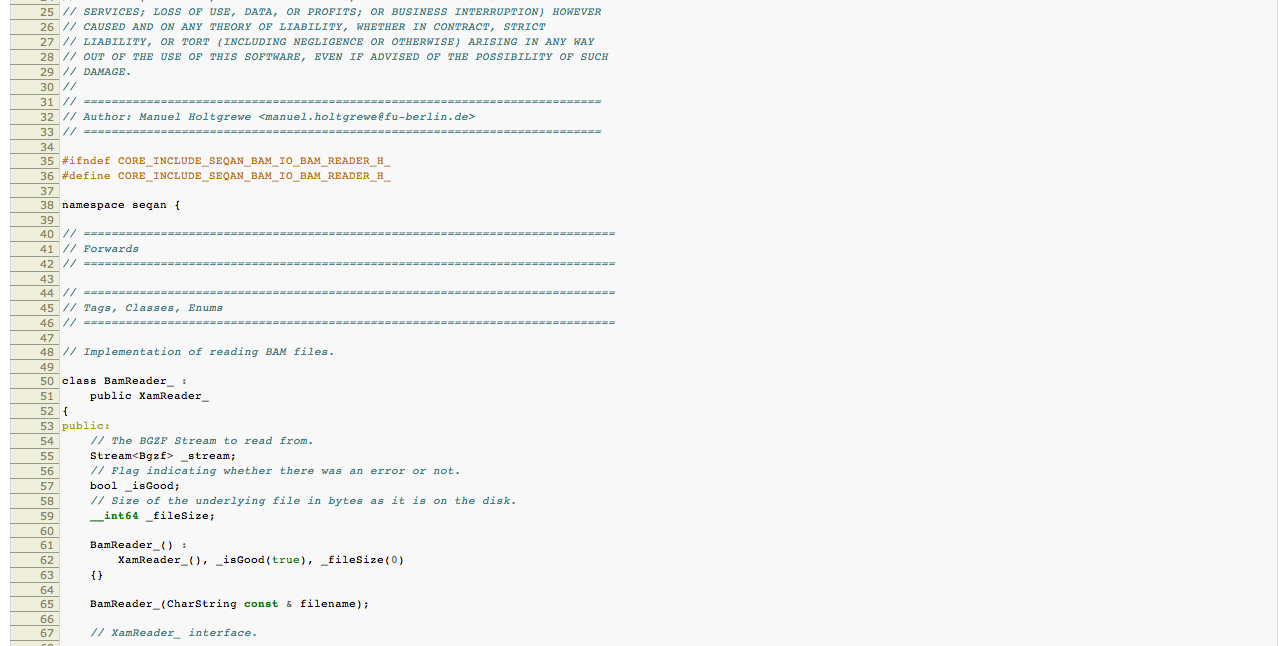 25 // SERVICES; LOSS OF USE, DATA, OR PROFITS; OR BUSINESS INTERRUPTION) HOWEVER
26 // CAUSED AND ON ANY THEORY OF LIABILITY, WHETHER IN CONTRACT, STRICT
27 // LIABILITY, OR TORT (INCLUDING NEGLIGENCE OR OTHERWISE) ARISING IN ANY WAY
28 // OUT OF THE USE OF THIS SOFTWARE, EVEN IF ADVISED OF THE POSSIBILITY OF SUCH
29 // DAMAGE.
30 //
31 // ==========================================================================
32 // Author: Manuel Holtgrewe <manuel.holtgrewe@fu-berlin.de>
33 // ==========================================================================
34
35 #ifndef CORE_INCLUDE_SEQAN_BAM_IO_BAM_READER_H_
36 #define CORE_INCLUDE_SEQAN_BAM_IO_BAM_READER_H_
37
38 namespace seqan {
39
40 // ============================================================================
41 // Forwards
42 // ============================================================================
43
44 // ============================================================================
45 // Tags, Classes, Enums
46 // ============================================================================
47
48 // Implementation of reading BAM files.
49
50 class BamReader_ :
51     public XamReader_
52 {
53 public:
54     // The BGZF Stream to read from.
55     Stream<Bgzf> _stream;
56     // Flag indicating whether there was an error or not.
57     bool _isGood;
58     // Size of the underlying file in bytes as it is on the disk.
59     __int64 _fileSize;
60
61     BamReader_() :
62         XamReader_(), _isGood(true), _fileSize(0)
63     {}
64
65     BamReader_(CharString const & filename);
66
67     // XamReader_ interface.